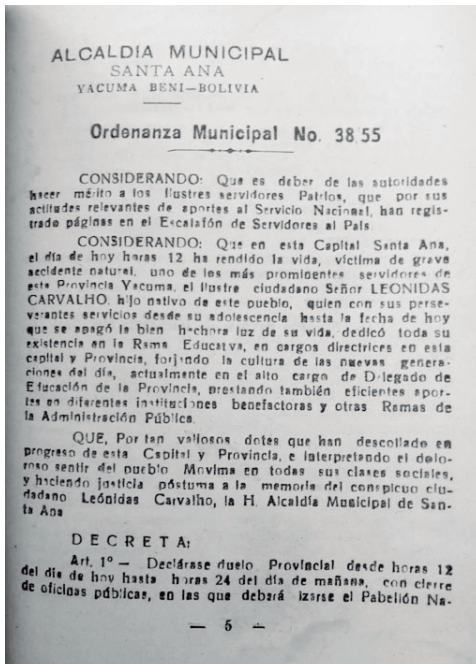 ALCALDIA MUNICIPAL
SANTA ANA
YACUMA BENI—BOLIVIA
Ordenanza Municipal No. 38 55
CONSIDERANDO: Que es deber de las autoridades
hacer mérito a los Ilustres servidores Patrios, que por sus
actitudes relevantes de aportes al Servicio Nacional, han regis-
trado páginas en el Escalafón de Servidores al País
CONSIDERANDO: Que en esta Capital Santa Ana,
el día de hoy horas 12 ha rendido la vida, víctima de grave
accidente natural, uno de los más prominentes servidores de
esta Provincia Yacuma, el Ilustre ciudadano Señor LEONIDAS
CARVALHO, hijo nativo de este pueblo, quien con sus perse-
verantes servicios desde su adolescencia hasta la fecha de hoy
que se apagó la bien hechora luz de su vida, dedicó toda su
existencia en la Rama Educativa, en cargos directrices en esta
capital y Provincia, forjando la cultura de las nuevas genera-
ciones del día, actualmente en el alto cargo de Delegado de
Educación de la Provincia, prestando también eficientes apor-
tes en diferentes instituciones benefactoras y otras Ramas de
la Administración Pública.
QUE, Por tan valiosos dotes que han descollado en
progreso de esta Capital y Provincia, e interpretando el dolo-
roso sentir del pueblo Movima en todas sus clases sociales,
y haciendo justicia póstuma a la memoria del conspicuo ciu-
dadano Leónidas Carvalho, la H. Alcaldía Municipal de San-
ta Ana
DECRETA:
Art. 1º — Declárase duelo Provincial desde horas 12
del día de hoy hasta horas 24 del día de mañana, con cierre
de oficinas públicas, en las que deberá izarse el Pabellón Na-
— 5 —